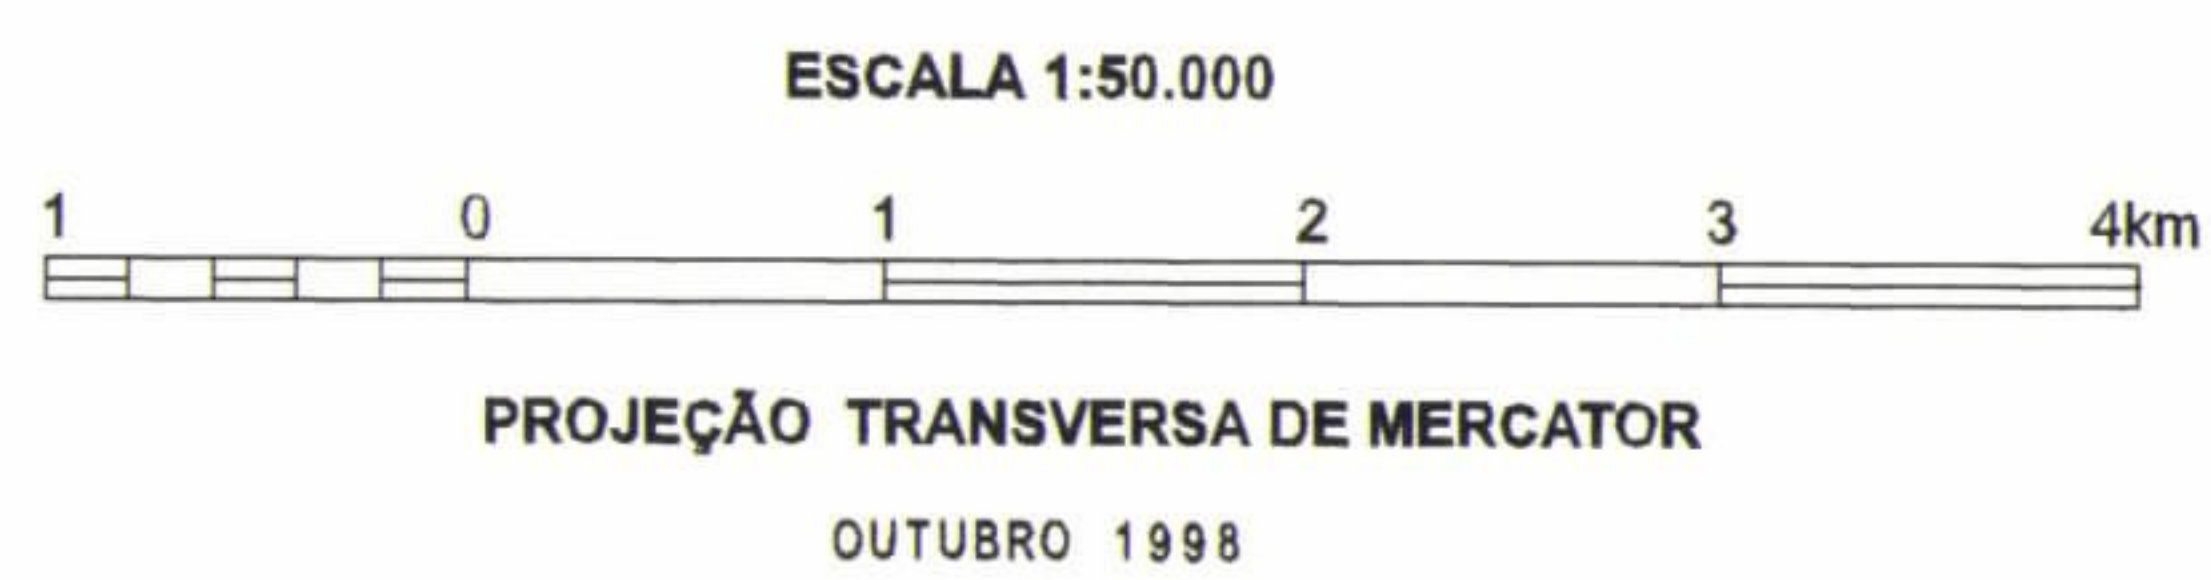 ESCALA 1:50.000
1 0 1 2 3 4km
PROJEÇÃO TRANSVERSA DE MERCATOR
OUTUBRO 1998